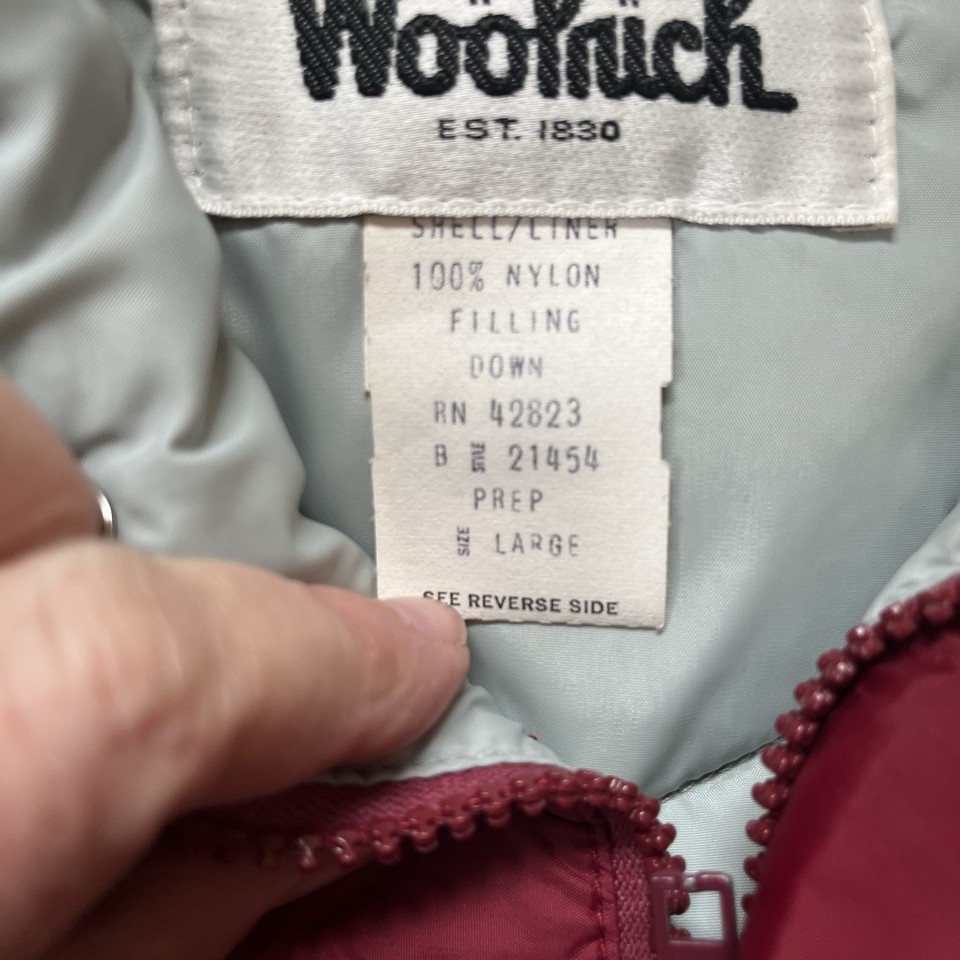 Woolrich
EST. 1830
SHELL/LINER
100% NYLON
FILLING
DOWN
RN 42823
B STYLE 21454
PREP
SIZE LARGE
SEE REVERSE SIDE